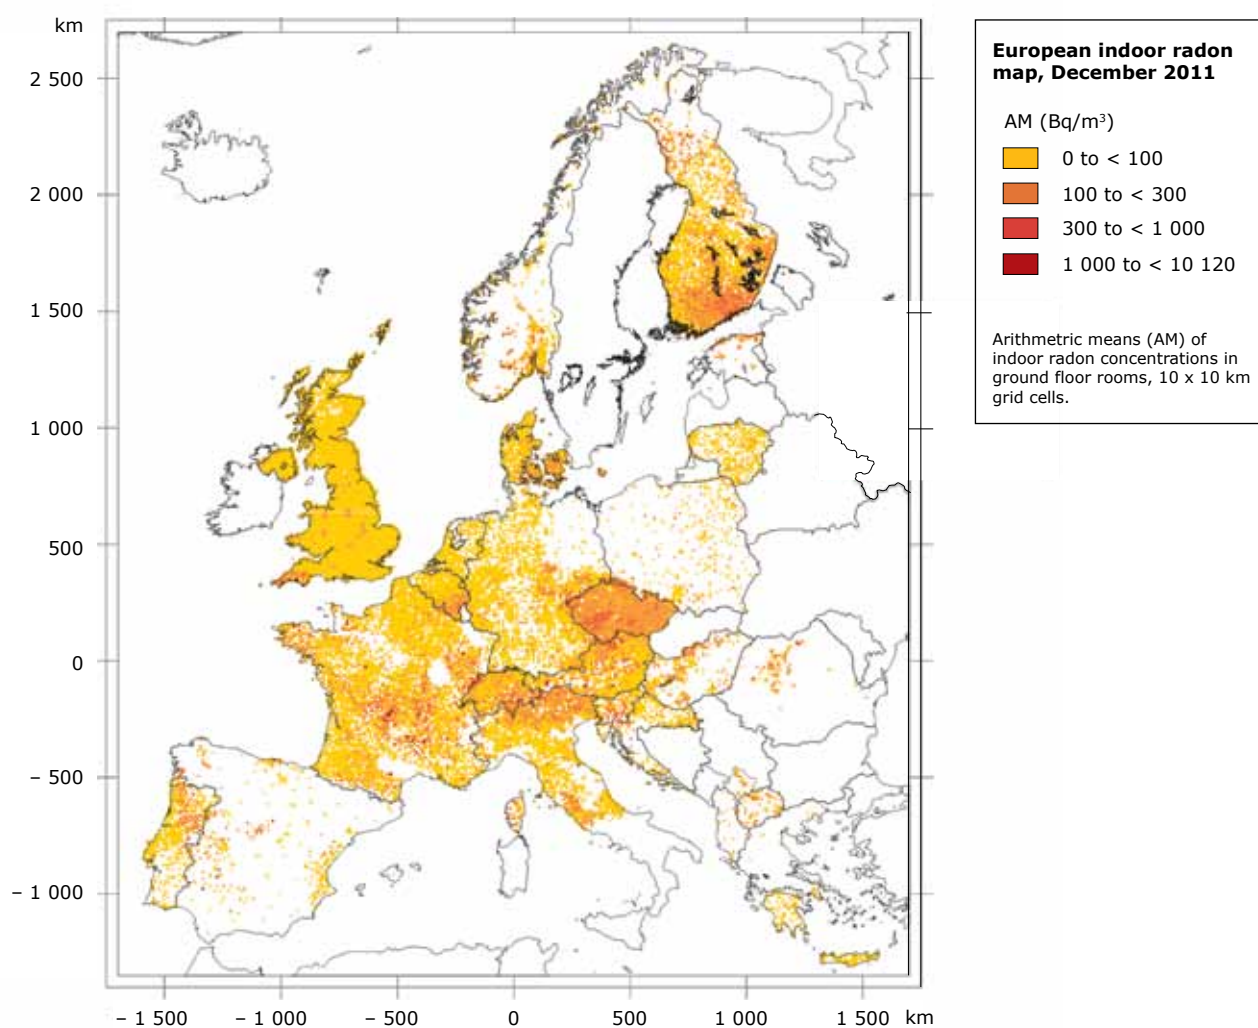 km
2 500
2 000
1 500
1 000
500
0
– 500
– 1 000
– 1 500
– 1 000
– 500
0
500
1 000
1 500
km
European indoor radon
map, December 2011
AM (Bq/m³)
0 to < 100
100 to < 300
300 to < 1 000
1 000 to < 10 120
Arithmetric means (AM) of
indoor radon concentrations in
ground floor rooms, 10 x 10 km
grid cells.